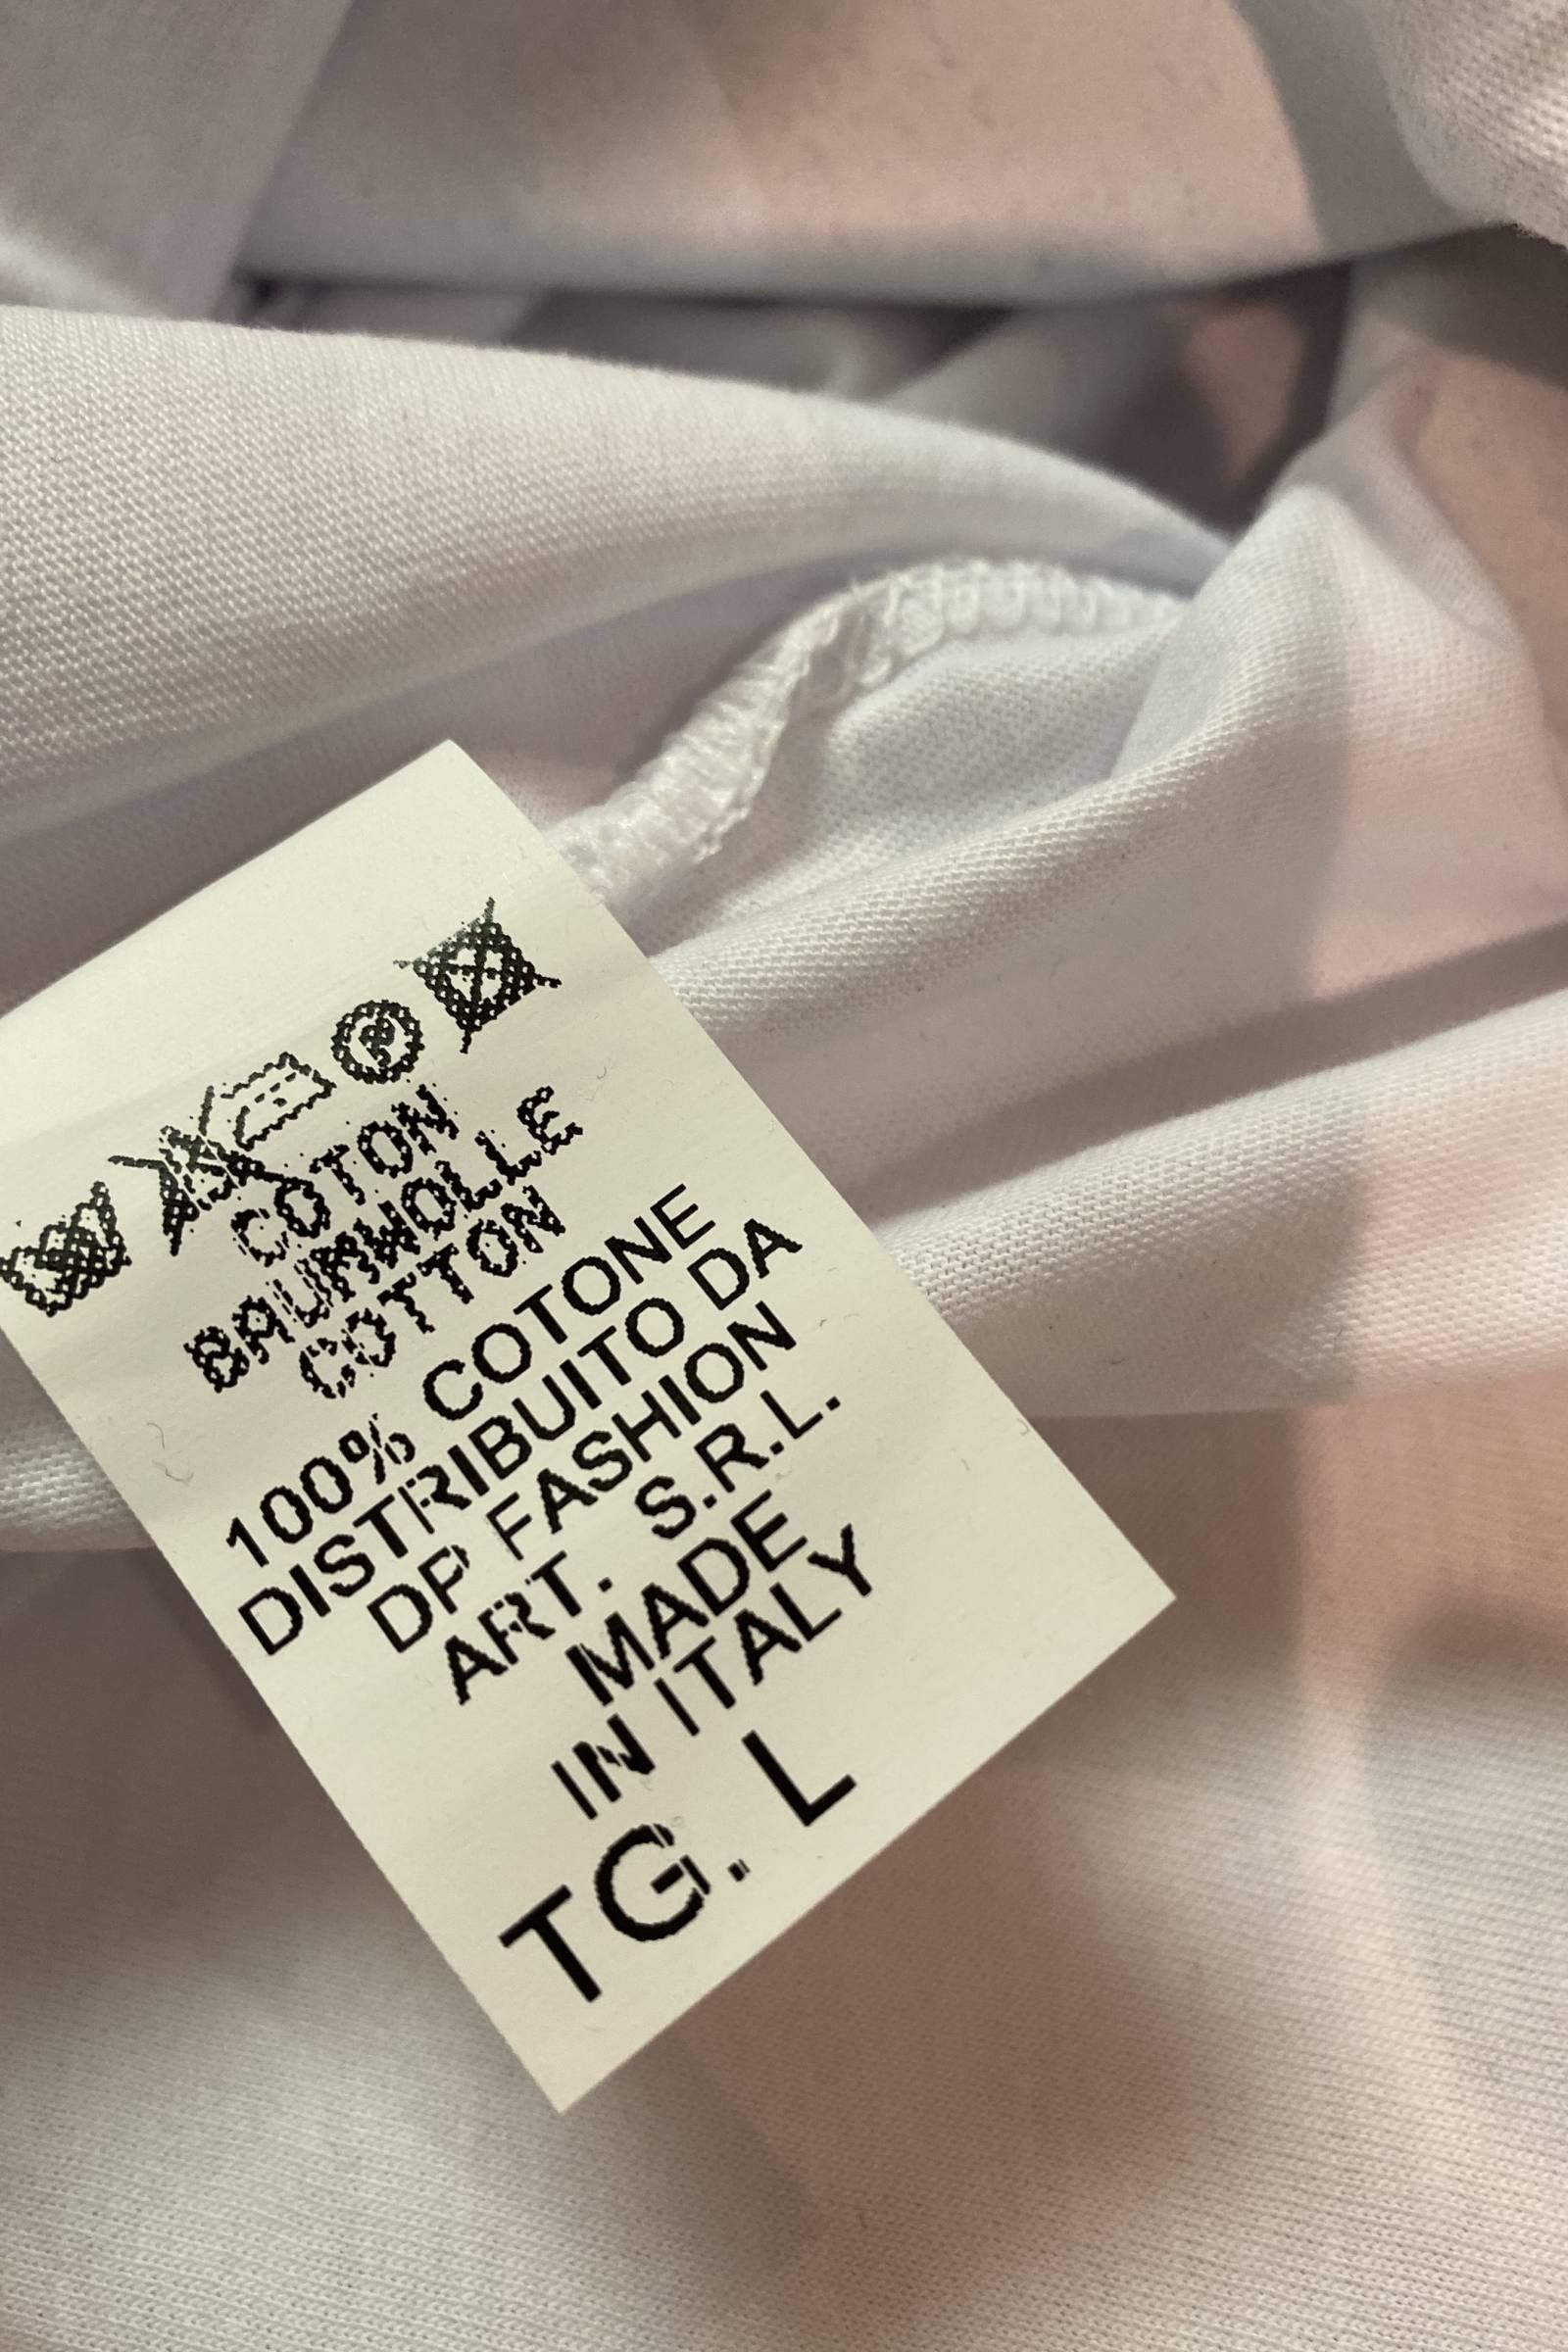 COTON
BAUMWOLLE
COTTON
100% COTONE
DISTRIBUITO DA
DP FASHION
ART. S.R.L.
MADE
IN ITALY
TG. L